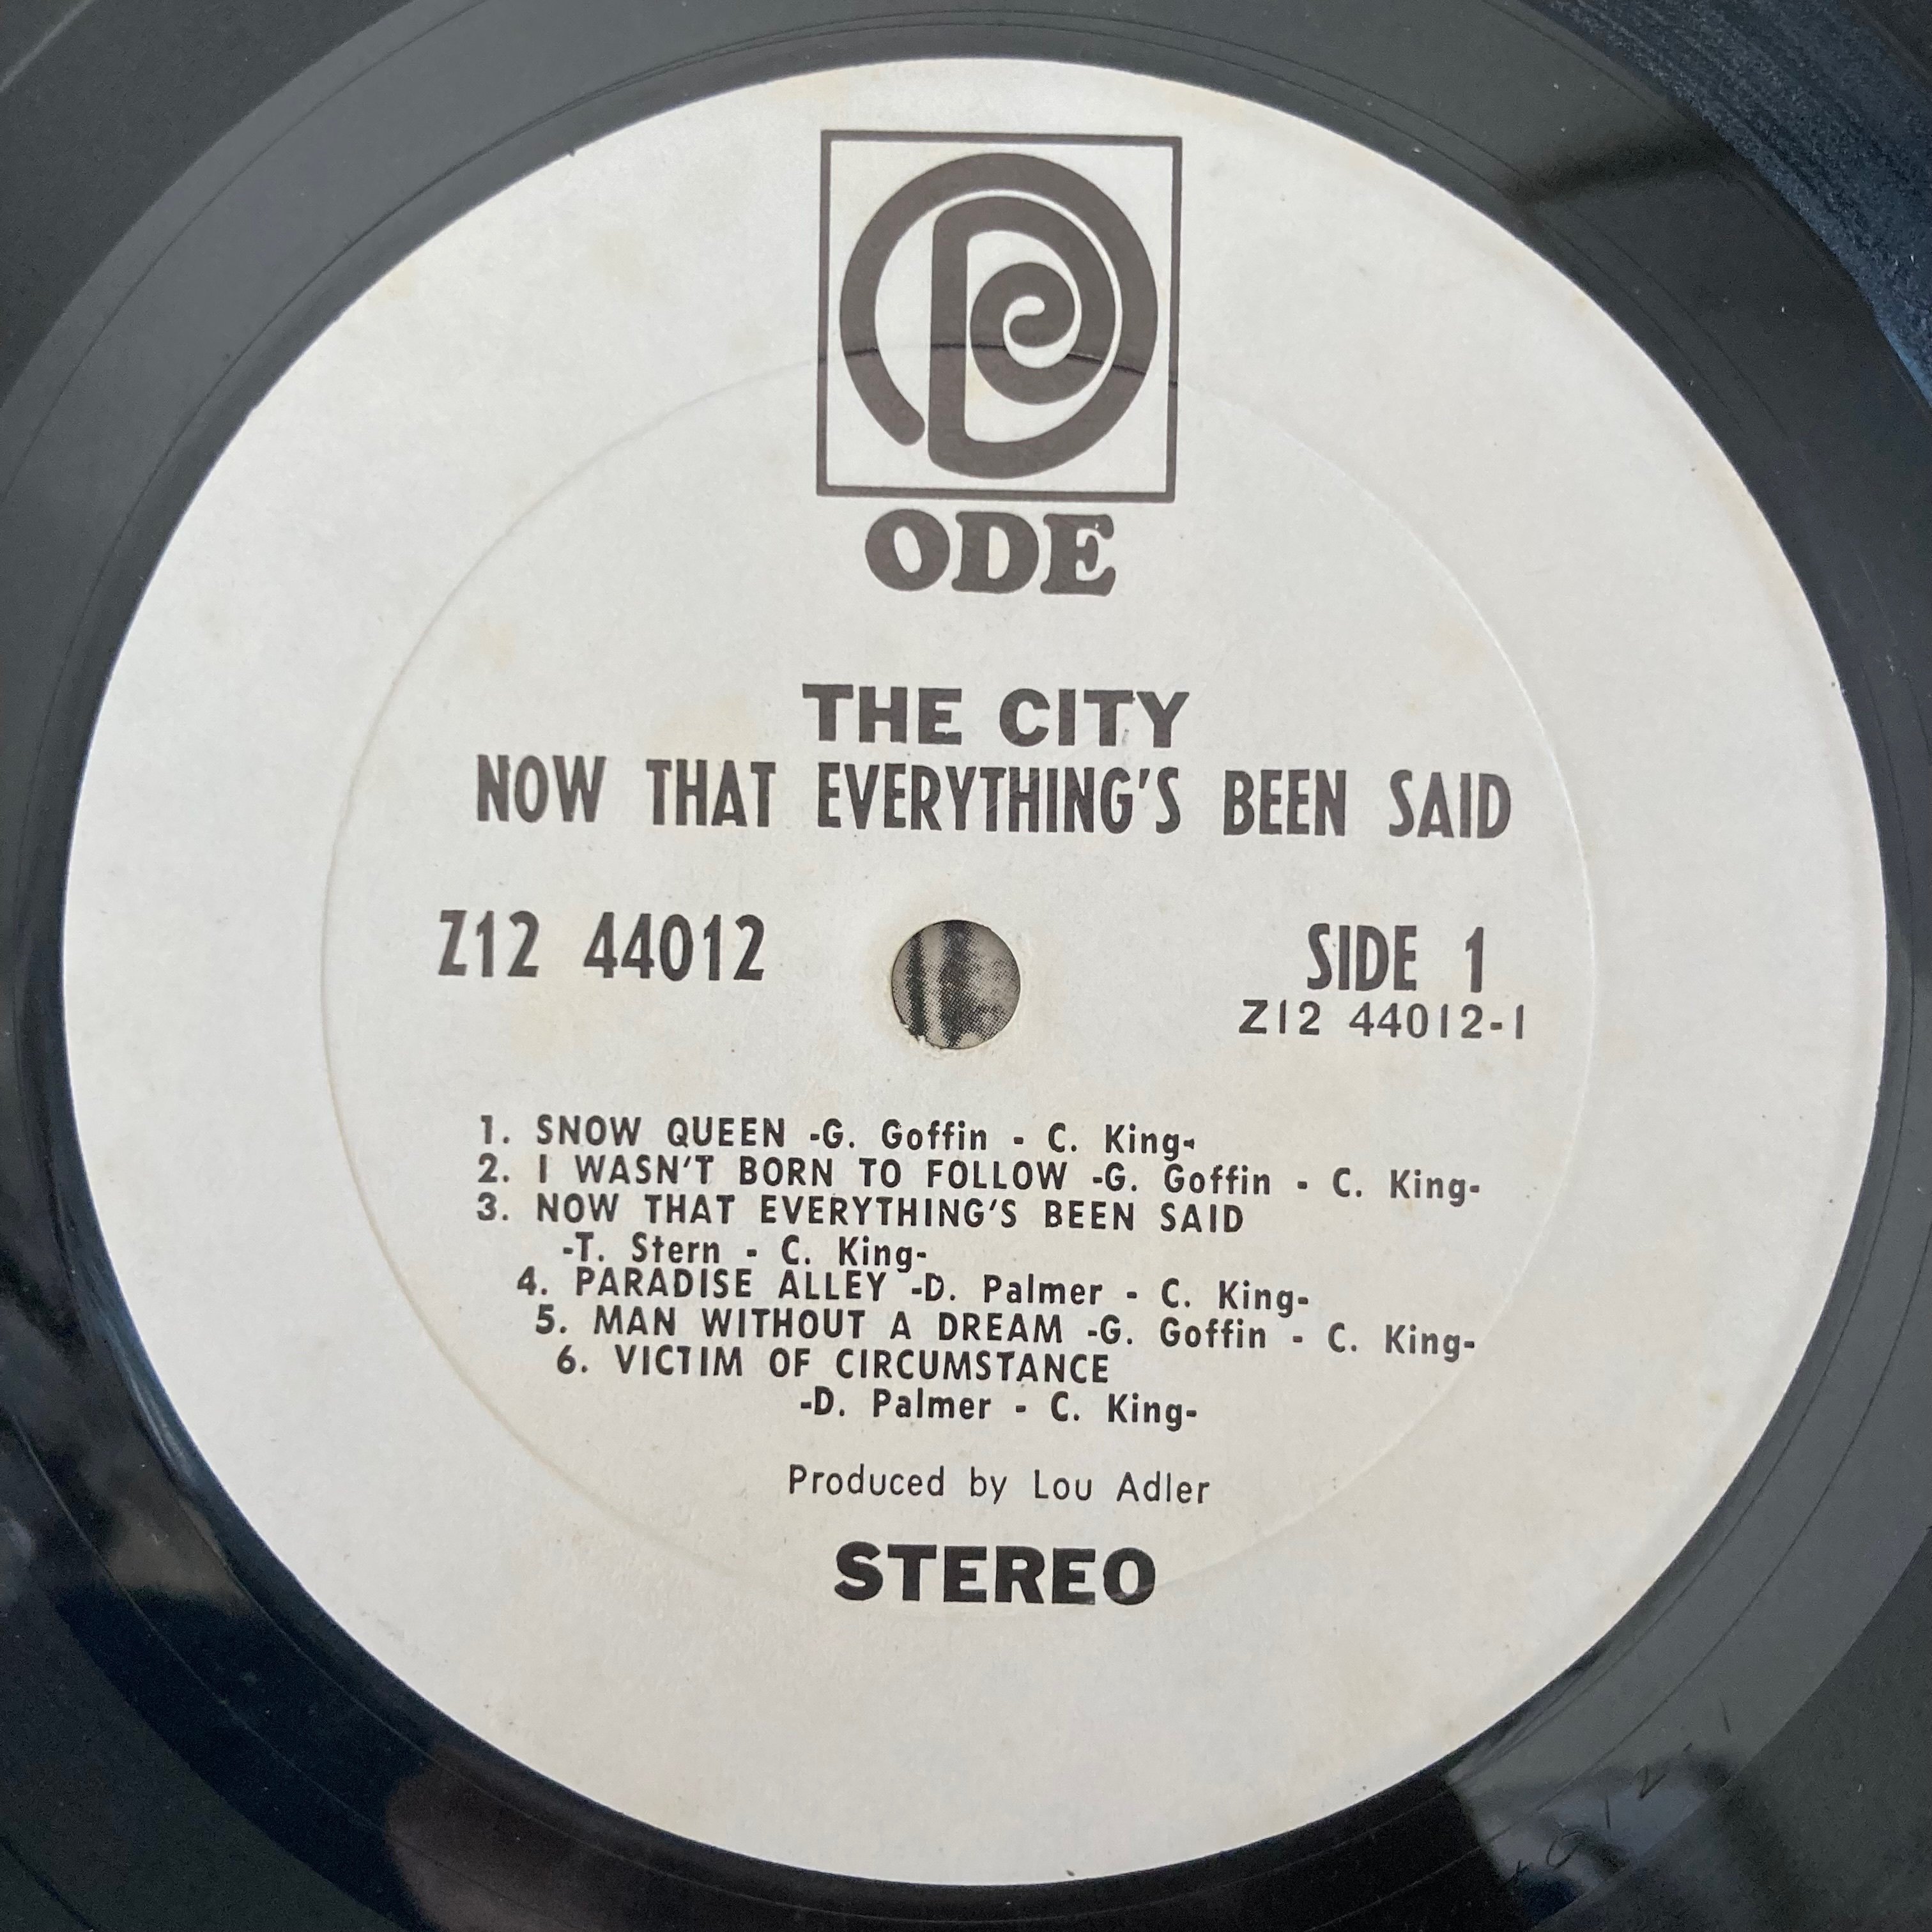 ODE
THE CITY
NOW THAT EVERYTHING'S BEEN SAID
Z12 44012
SIDE 1
Z12 44012-1
1. SNOW QUEEN -G. Goffin - C. King-
2. I WASN'T BORN TO FOLLOW -G. Goffin - C. King-
3. NOW THAT EVERYTHING'S BEEN SAID
-T. Stern - C. King-
4. PARADISE ALLEY -D. Palmer - C. King-
5. MAN WITHOUT A DREAM -G. Goffin - C. King-
6. VICTIM OF CIRCUMSTANCE
-D. Palmer - C. King-
Produced by Lou Adler
STEREO